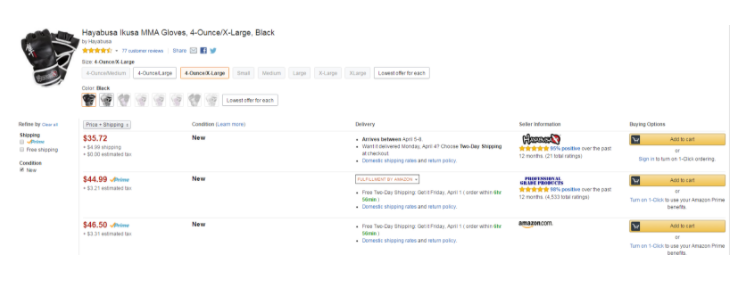 Hayabusa Ikusa MMA Gloves, 4-Ounce/X-Large, Black
by Hayabusa
77 customer reviews | Share
Size: 4-Ounce/X-Large
4-Ounce/Medium 4-Ounce/Large 4-Ounce/X-Large Small Medium Large X-Large XLarge Lowest offer for each
Color: Black
Lowest offer for each
Refine by Clear all
Shipping
Prime
Free shipping
Condition
New
Price + Shipping Condition (Learn more) Delivery Seller Information Buying Options
$35.72
+ $4.99 shipping
+ $0.00 estimated tax
New
Arrives between April 5-8.
Want it delivered Monday, April 4? Choose Two-Day Shipping
at checkout.
Domestic shipping rates and return policy.
95% positive over the past
12 months. (21 total ratings)
Add to cart
or
Sign in to turn on 1-Click ordering.
$44.99 Prime
+ $3.21 estimated tax
New
FULFILLMENT BY AMAZON
Free Two-Day Shipping: Get it Friday, April 1 (order within
Domestic shipping rates and return policy.
PROFESSIONAL
GRADE PRODUCTS
98% positive over the past
12 months. (4,533 total ratings)
Add to cart
or
Turn on 1-Click to use your Amazon Prime
benefits.
$46.50 Prime
+ $3.31 estimated tax
New
Free Two-Day Shipping: Get it Friday, April 1 (order within
Domestic shipping rates and return policy.
amazon.com.
Add to cart
or
Turn on 1-Click to use your Amazon Prime
benefits.